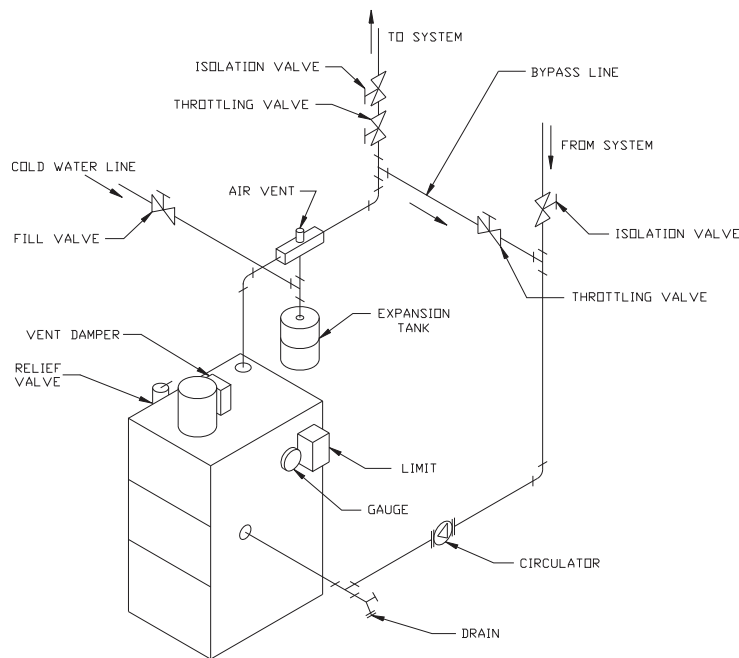 TO SYSTEM
ISOLATION VALVE
BYPASS LINE
THROTTLING VALVE
FROM SYSTEM
COLD WATER LINE
AIR VENT
FILL VALVE
ISOLATION VALVE
THROTTLING VALVE
EXPANSION
TANK
VENT DAMPER
RELIEF
VALVE
LIMIT
GAUGE
CIRCULATOR
DRAIN